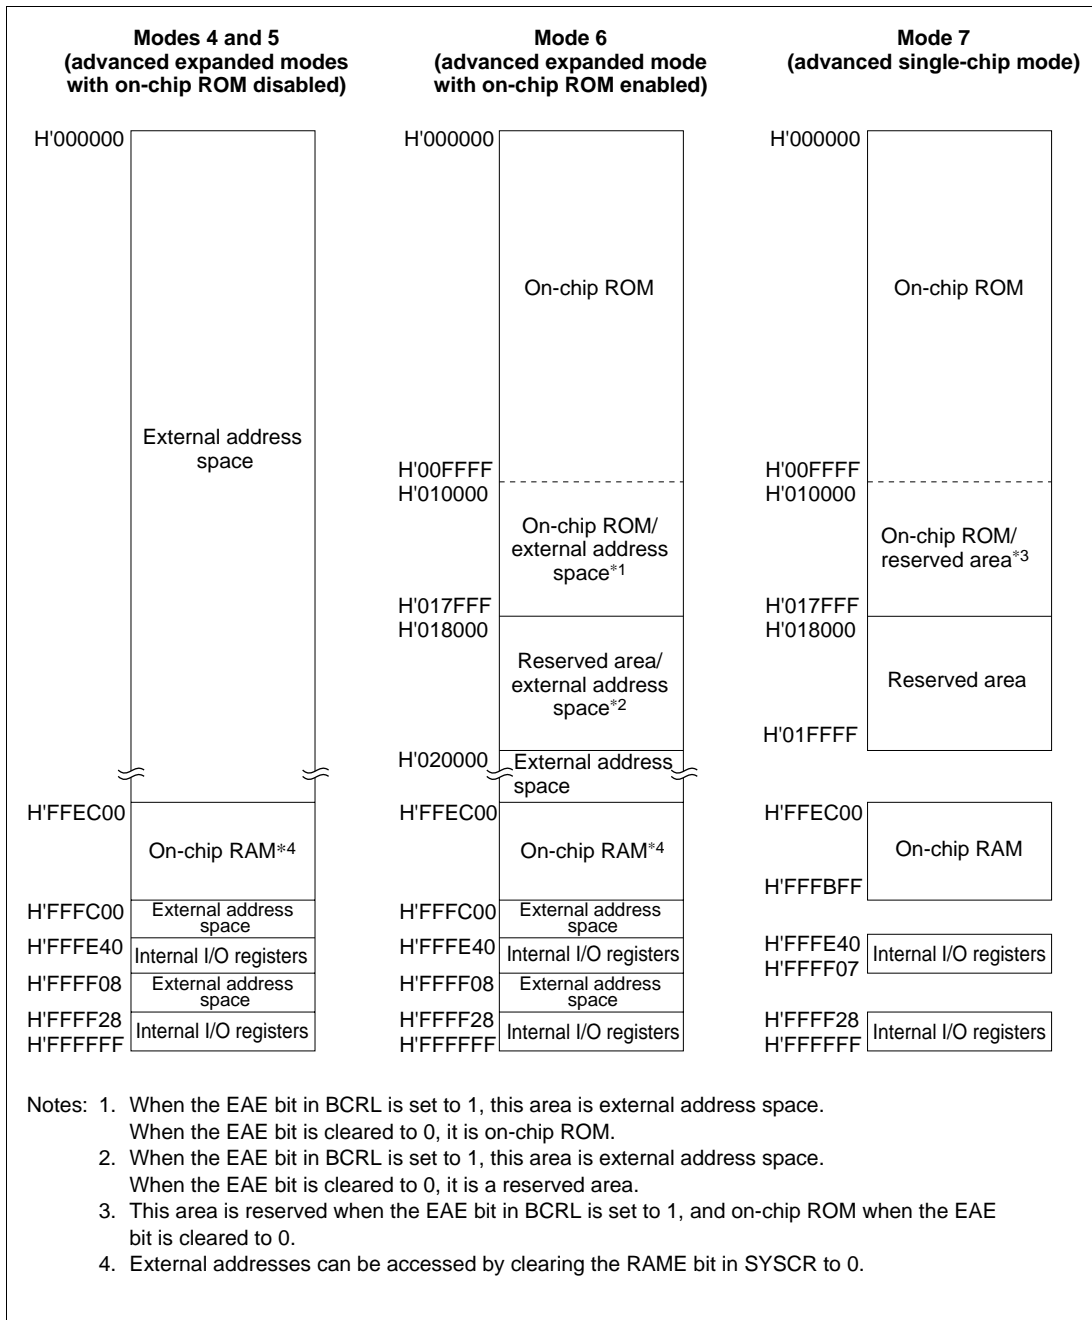 Modes 4 and 5
(advanced expanded modes
with on-chip ROM disabled)
H'000000
External address
space
H'FFEC00
On-chip RAM*4
H'FFFC00
External address
space
H'FFFE40
Internal I/O registers
H'FFFF08
External address
space
H'FFFF28
Internal I/O registers
H'FFFFFF
Mode 6
(advanced expanded mode
with on-chip ROM enabled)
H'000000
On-chip ROM
H'00FFFF
H'010000
On-chip ROM/
external address
space*1
H'017FFF
H'018000
Reserved area/
external address
space*2
H'020000
External address
space
H'FFEC00
On-chip RAM*4
H'FFFC00
External address
space
H'FFFE40
Internal I/O registers
H'FFFF08
External address
space
H'FFFF28
Internal I/O registers
H'FFFFFF
Mode 7
(advanced single-chip mode)
H'000000
On-chip ROM
H'00FFFF
H'010000
On-chip ROM/
reserved area*3
H'017FFF
H'018000
Reserved area
H'01FFFF
H'FFEC00
On-chip RAM
H'FFFBFF
H'FFFE40
Internal I/O registers
H'FFFF07
H'FFFF28
Internal I/O registers
H'FFFFFF
Notes: 1. When the EAE bit in BCRL is set to 1, this area is external address space.
When the EAE bit is cleared to 0, it is on-chip ROM.
2. When the EAE bit in BCRL is set to 1, this area is external address space.
When the EAE bit is cleared to 0, it is a reserved area.
3. This area is reserved when the EAE bit in BCRL is set to 1, and on-chip ROM when the EAE
bit is cleared to 0.
4. External addresses can be accessed by clearing the RAME bit in SYSCR to 0.